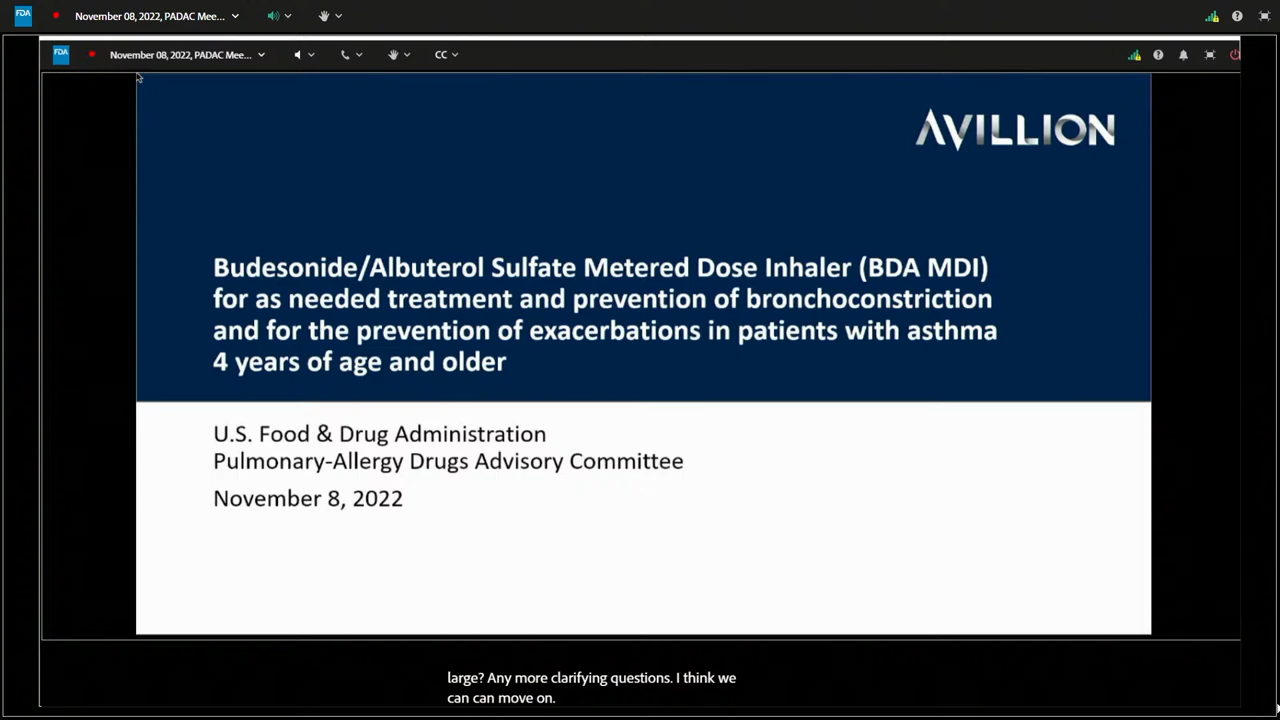 FDA
November 08, 2022, PADAC Mee...
FDA
November 08, 2022, PADAC Mee...
CC
AVILLION
Budesonide/Albuterol Sulfate Metered Dose Inhaler (BDA MDI)
for as needed treatment and prevention of bronchoconstriction
and for the prevention of exacerbations in patients with asthma
4 years of age and older
U.S. Food & Drug Administration
Pulmonary-Allergy Drugs Advisory Committee
November 8, 2022
large? Any more clarifying questions. I think we
can can move on.